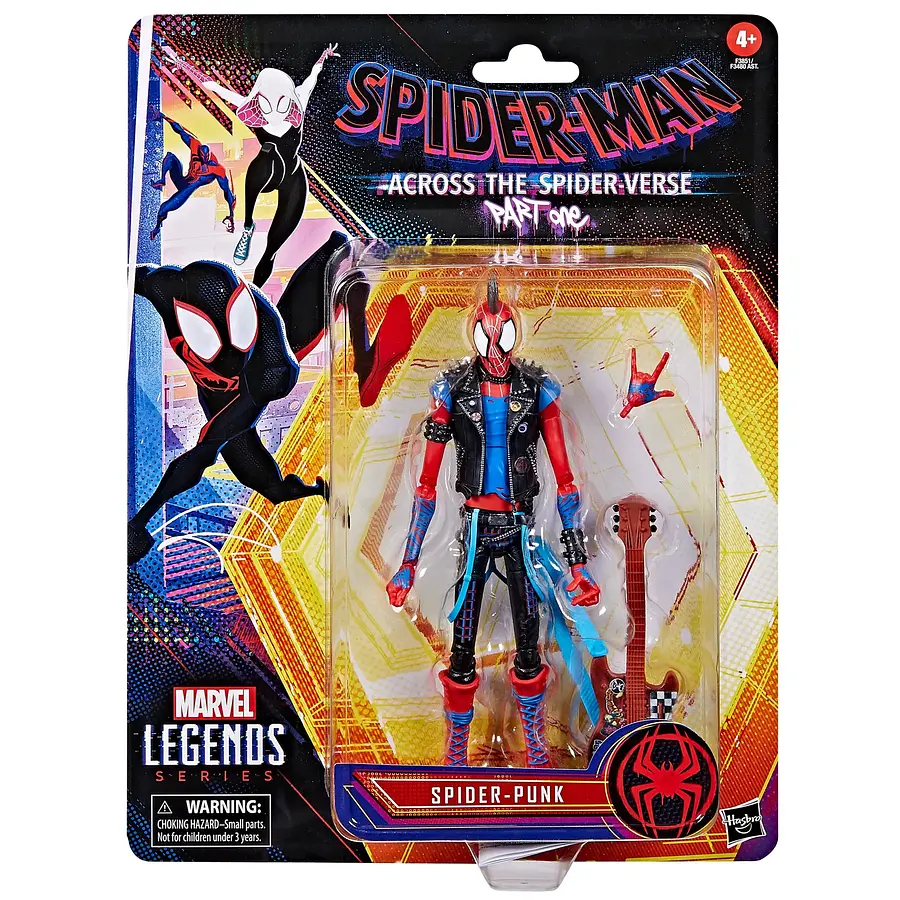 4+
F3851/
F3480 AST.
SPIDER-MAN
ACROSS THE SPIDER-VERSE
PART one
MARVEL
LEGENDS
SERIES
WARNING:
CHOKING HAZARD–Small parts.
Not for children under 3 years.
SPIDER-PUNK
Hasbro